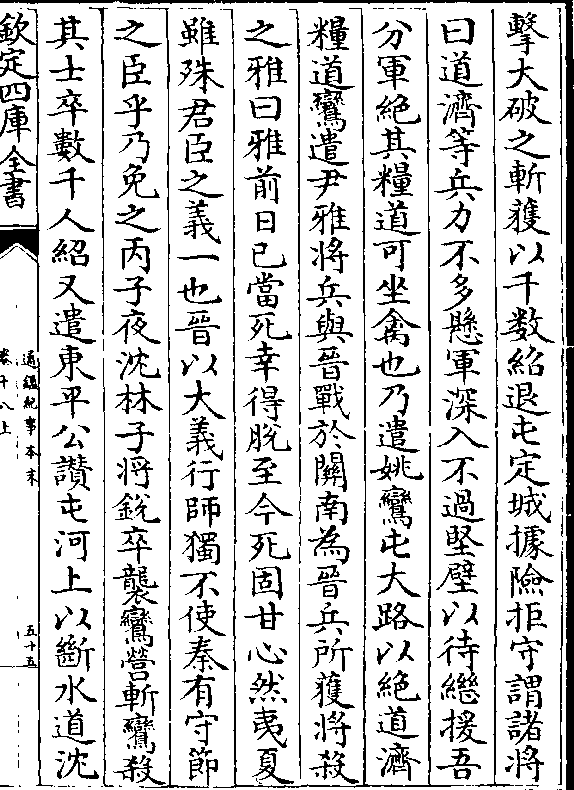 擊大破之斬獲以千数紹退屯定城據險拒守謂諸将
曰道濟等兵力不多懸軍深入不過堅壁以待繼援吾
分軍絶其糧道可坐禽也乃遣姚鸞屯大路以絶道濟
糧道鸞遣尹雅将兵與晉戰於關南為晉兵所獲将殺
之雅曰雅前日已當死幸得脫至今死固甘心然夷夏
雖殊君臣之義一也晉以大義行師獨不使秦有守節
之臣乎乃免之丙子夜沈林子将銳卒襲鸞營斬鸞殺
其士卒數千人紹又遣東平公讚屯河上以斷水道沈
欽定四庫全書
通鑑紀事本末
卷十八上
五十五